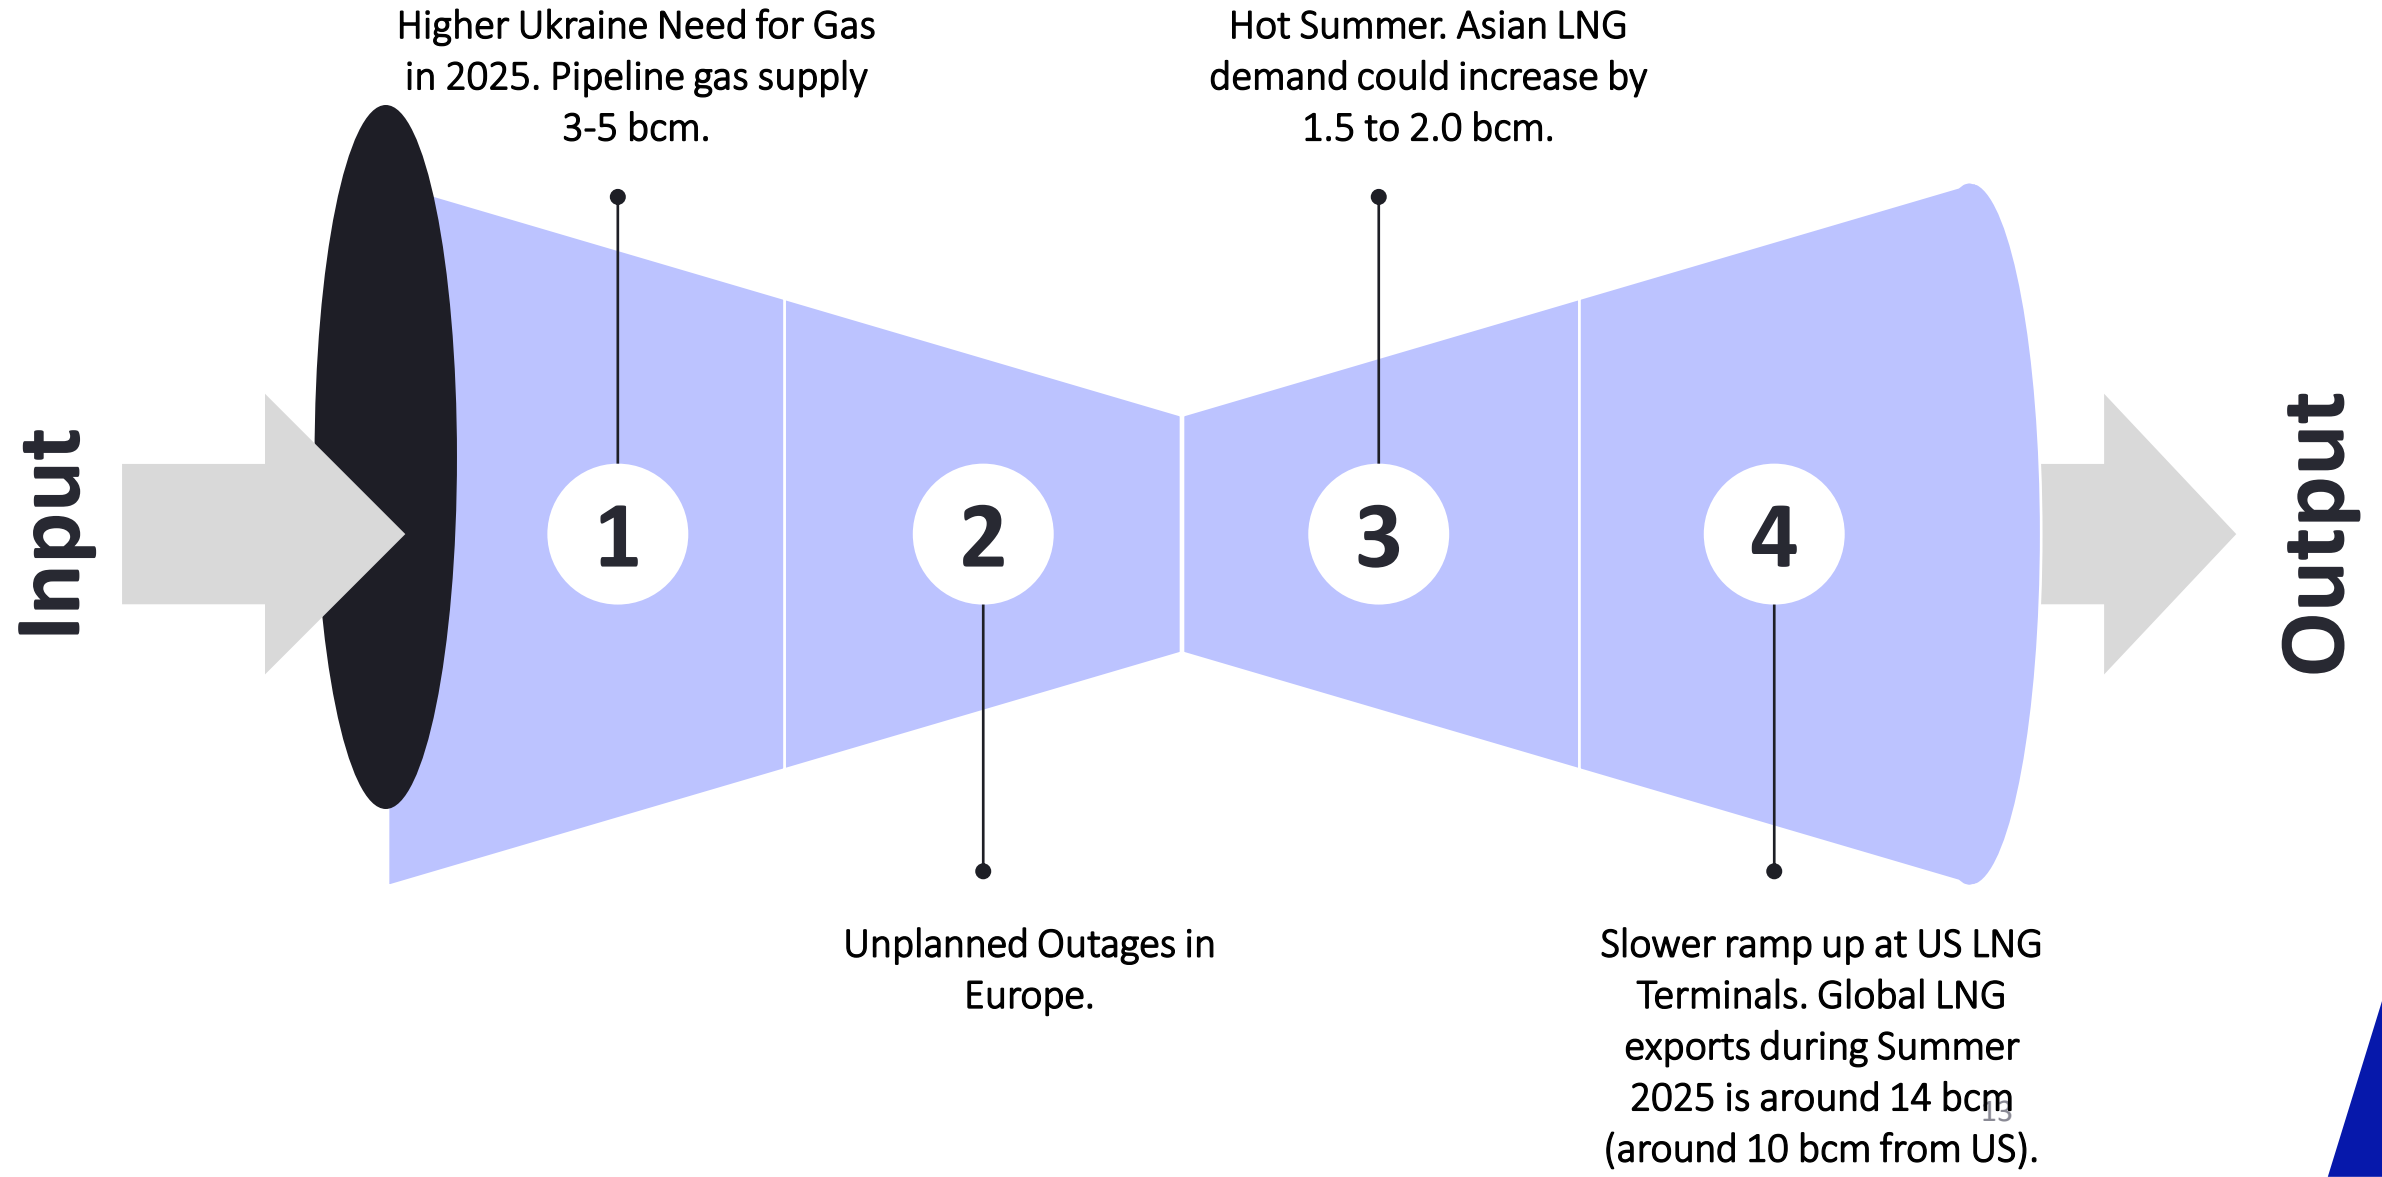 Higher Ukraine Need for Gas
in 2025. Pipeline gas supply
3-5 bcm.
Hot Summer. Asian LNG
demand could increase by
1.5 to 2.0 bcm.
Input
1
2
3
4
Output
Unplanned Outages in
Europe.
Slower ramp up at US LNG
Terminals. Global LNG
exports during Summer
2025 is around 14 bcm
(around 10 bcm from US).
13